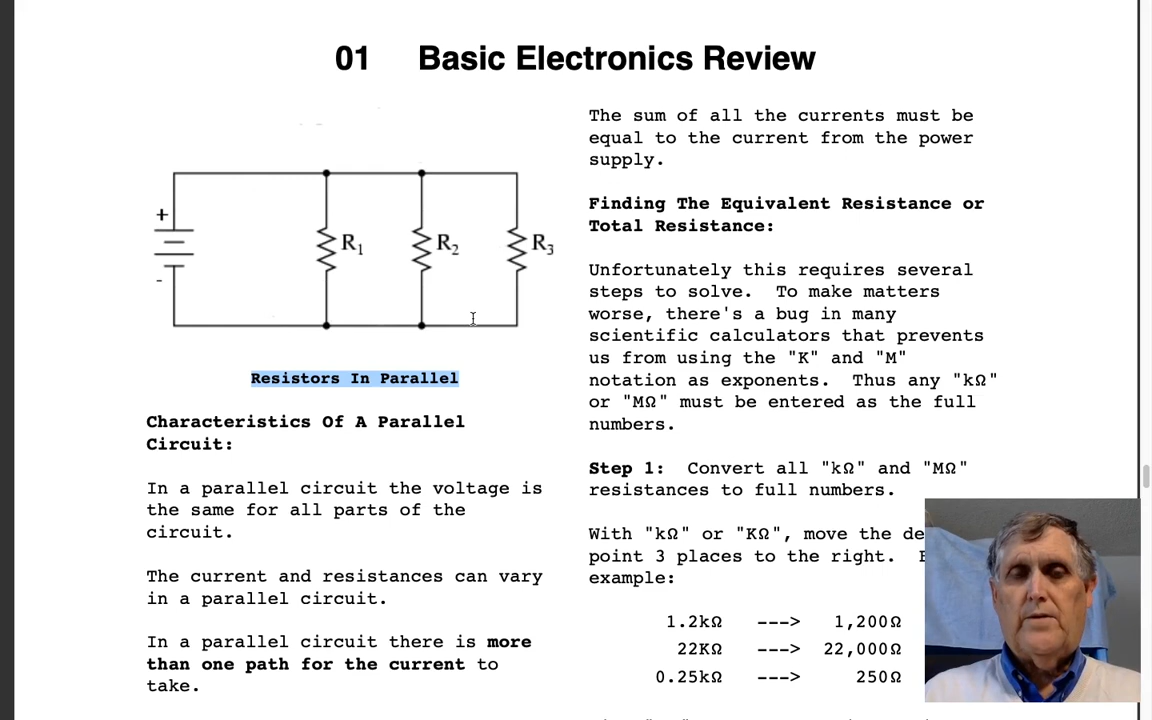 01 Basic Electronics Review
+
-
R1
R2
R3
Resistors In Parallel
Characteristics Of A Parallel
Circuit:
In a parallel circuit the voltage is
the same for all parts of the
circuit.
The current and resistances can vary
in a parallel circuit.
In a parallel circuit there is more
than one path for the current to
take.
The sum of all the currents must be
equal to the current from the power
supply.
Finding The Equivalent Resistance or
Total Resistance:
Unfortunately this requires several
steps to solve. To make matters
worse, there's a bug in many
scientific calculators that prevents
us from using the "K" and "M"
notation as exponents. Thus any "kΩ"
or "MΩ" must be entered as the full
numbers.
Step 1: Convert all "kΩ" and "MΩ"
resistances to full numbers.
With "kΩ" or "KΩ", move the de
point 3 places to the right.
example:
1.2kΩ ---> 1,200Ω
22KΩ ---> 22,000Ω
0.25kΩ ---> 250Ω